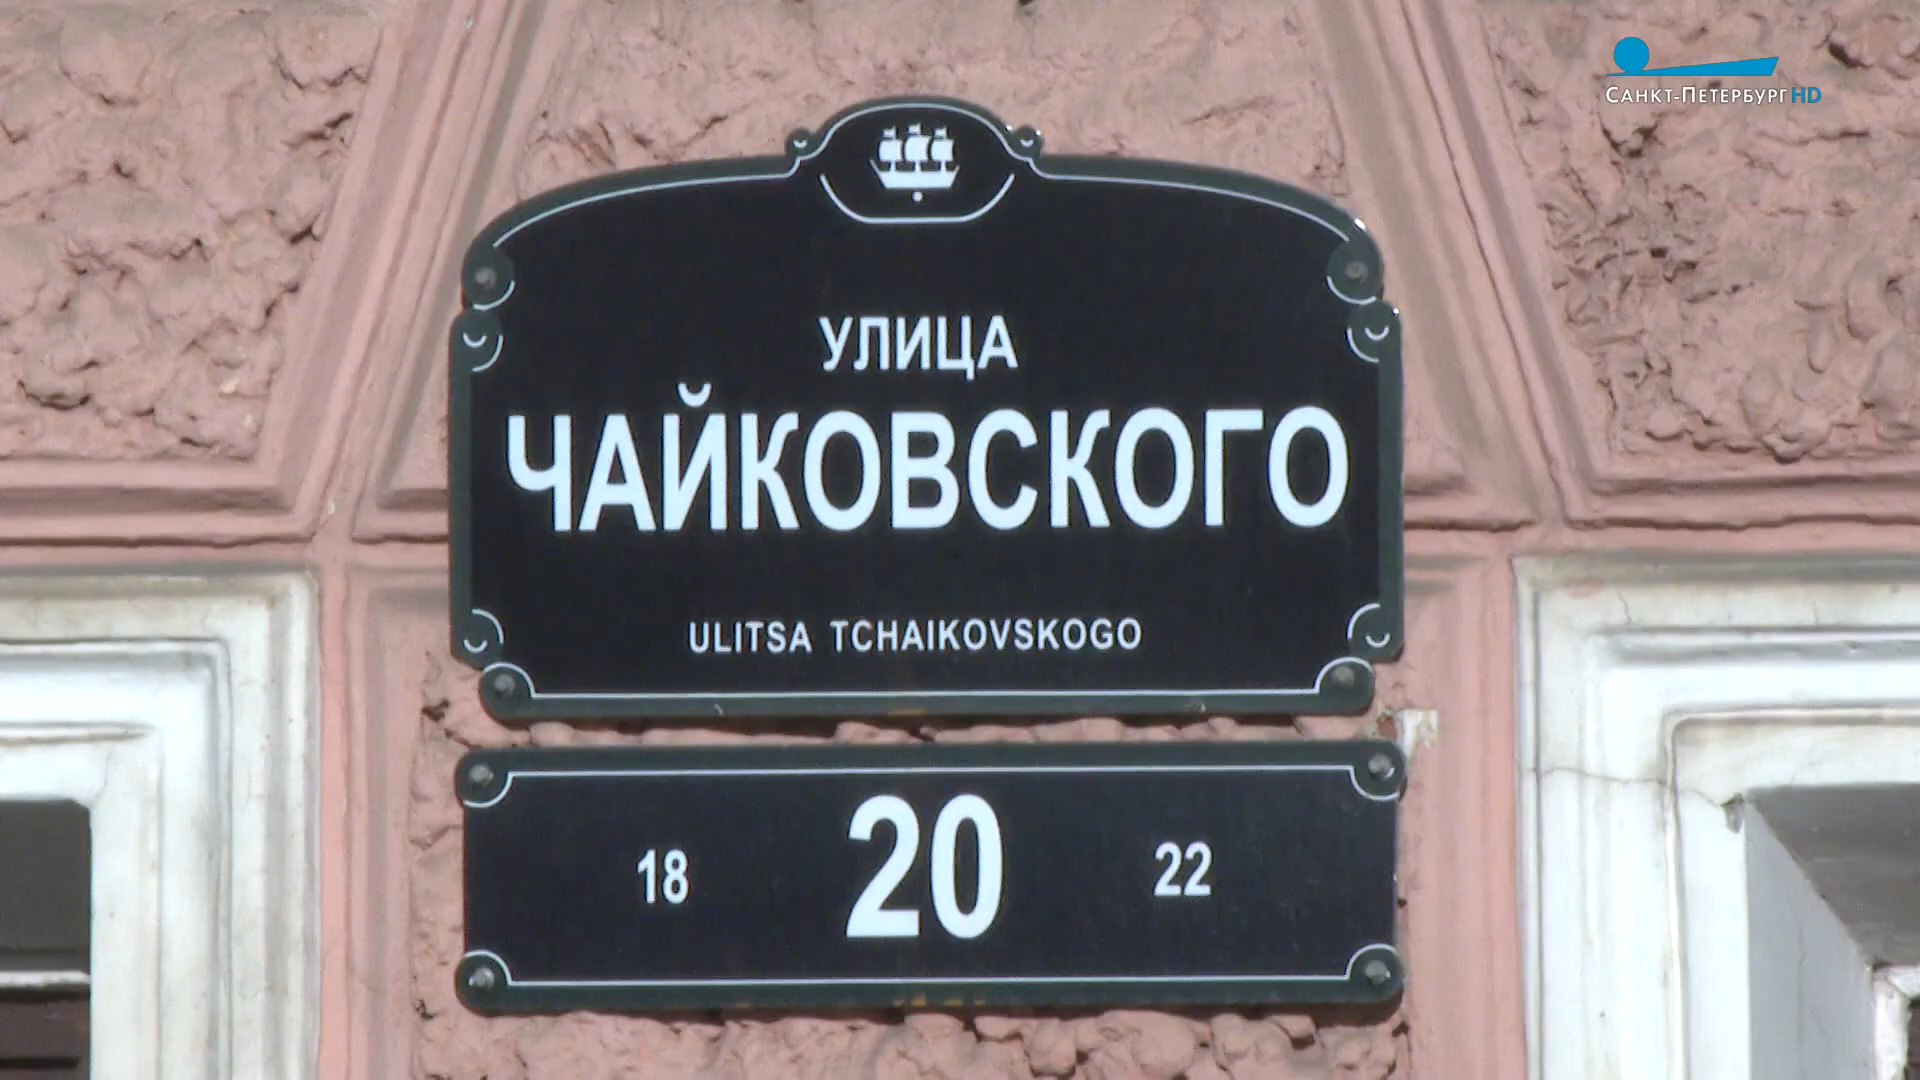 Санкт-Петербург HD
УЛИЦА
ЧАЙКОВСКОГО
ULITSA TCHAIKOVSKOGO
18 20 22